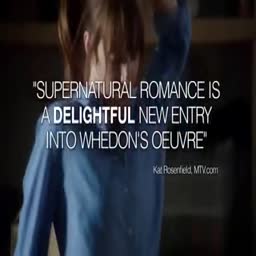 "SUPERNATURAL ROMANCE IS
A DELIGHTFUL NEW ENTRY
INTO WHEDON'S OEUVRE"
Kat Rosenfield, MTV.com